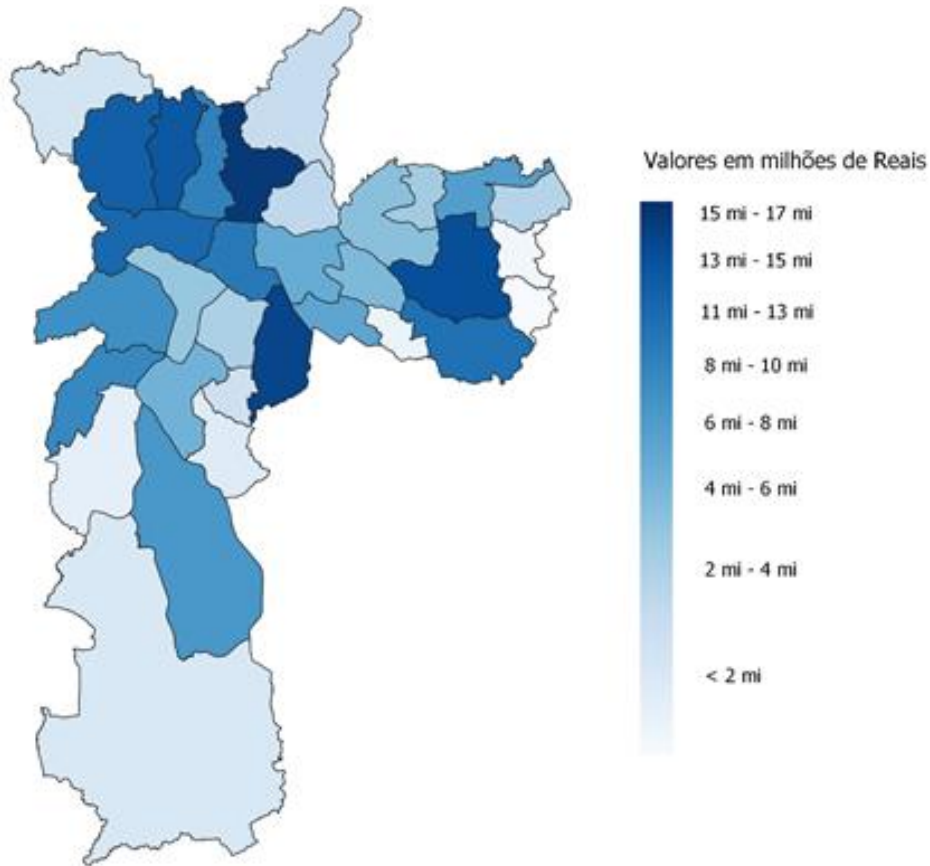 Valores em milhões de Reais
15 mi - 17 mi
13 mi - 15 mi
11 mi - 13 mi
8 mi - 10 mi
6 mi - 8 mi
4 mi - 6 mi
2 mi - 4 mi
< 2 mi